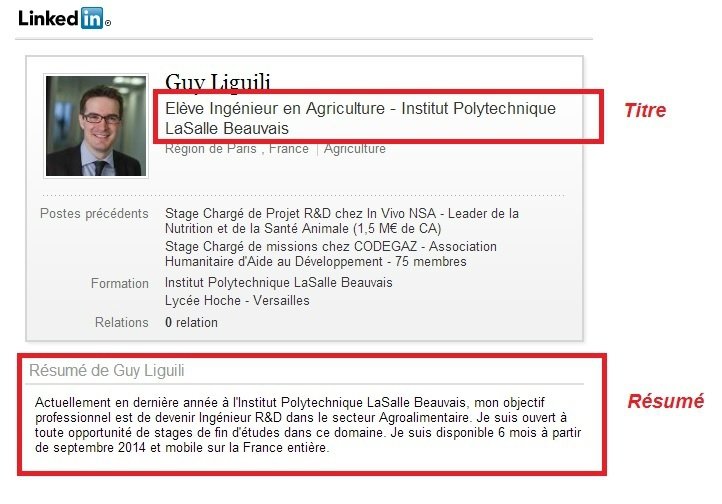 Linked in ®
Guy Liguili
Elève Ingénieur en Agriculture - Institut Polytechnique
LaSalle Beauvais
Titre
Région de Paris , France | Agriculture
Postes précédents
Stage Chargé de Projet R&D chez In Vivo NSA - Leader de la
Nutrition et de la Santé Animale (1,5 M€ de CA)
Stage Chargé de missions chez CODEGAZ - Association
Humanitaire d'Aide au Développement - 75 membres
Formation
Institut Polytechnique LaSalle Beauvais
Lycée Hoche - Versailles
Relations
0 relation
Résumé de Guy Liguili
Résumé
Actuellement en dernière année à l'Institut Polytechnique LaSalle Beauvais, mon objectif
professionnel est de devenir Ingénieur R&D dans le secteur Agroalimentaire. Je suis ouvert à
toute opportunité de stages de fin d'études dans ce domaine. Je suis disponible 6 mois à partir
de septembre 2014 et mobile sur la France entière.